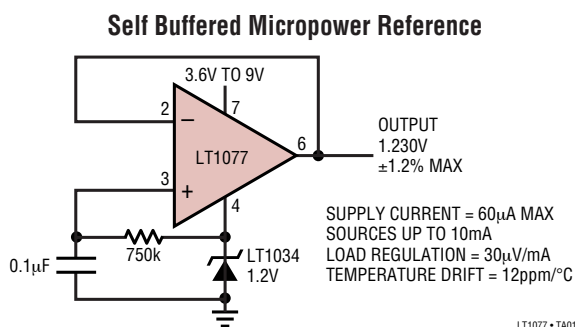 Self Buffered Micropower Reference
3.6V TO 9V
2
7
–
6
OUTPUT
1.230V
±1.2% MAX
LT1077
3
+
4
SUPPLY CURRENT = 60µA MAX
SOURCES UP TO 10mA
LOAD REGULATION = 30µV/mA
TEMPERATURE DRIFT = 12ppm/°C
750k
LT1034
1.2V
0.1µF
LT1077 • TA01